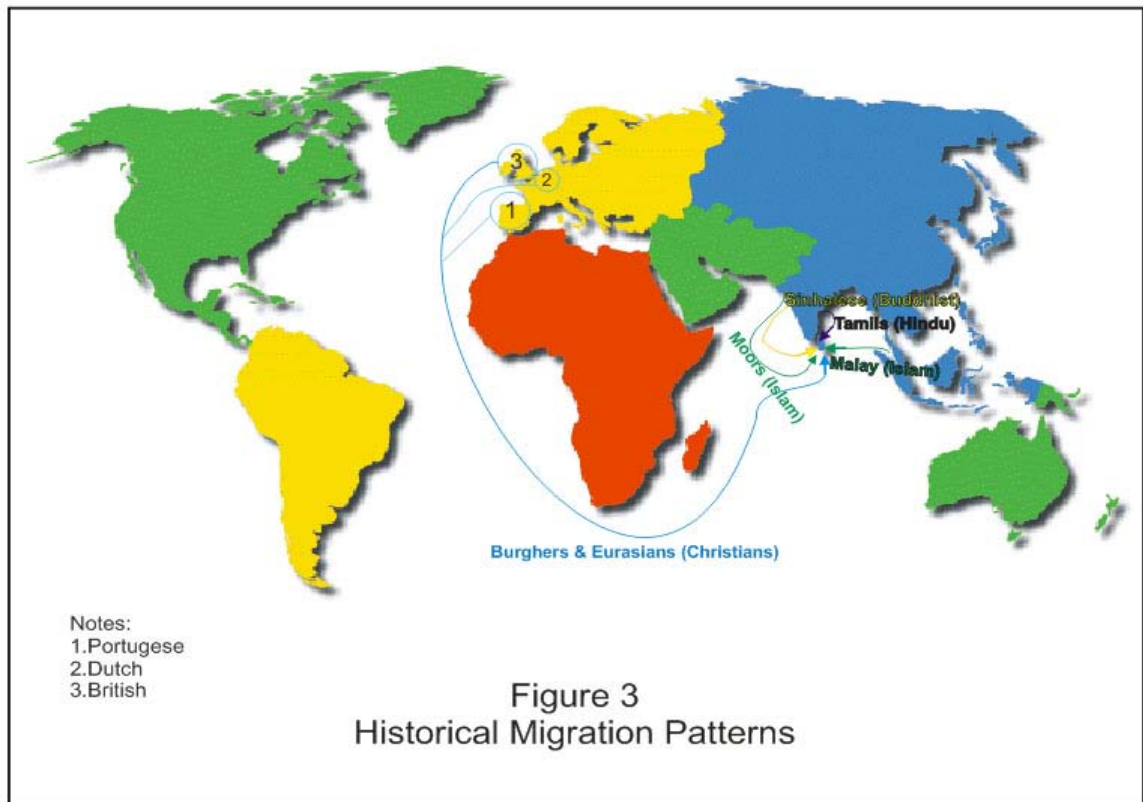 3
2
1
Sinhalese (Buddhist)
Tamils (Hindu)
Malay (Islam)
Moors (Islam)
Burghers & Eurasians (Christians)
Notes:
1.Portugese
2.Dutch
3.British
Figure 3
Historical Migration Patterns